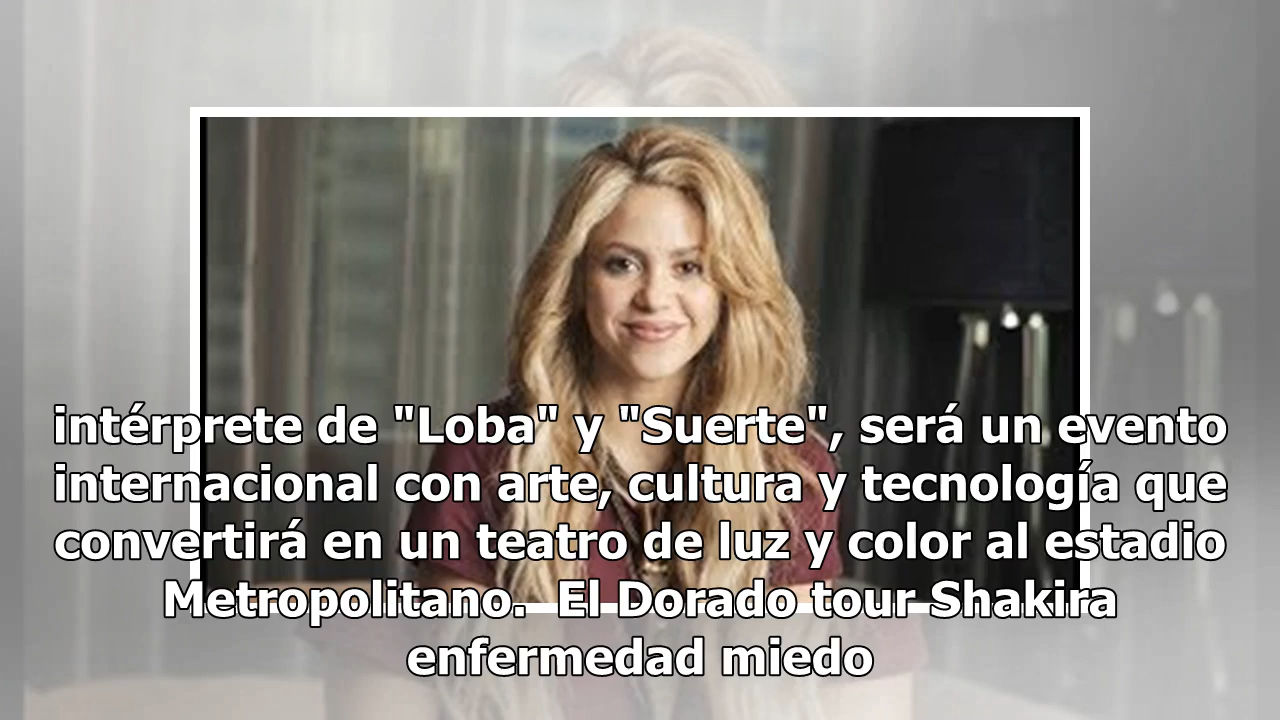 intérprete de "Loba" y "Suerte", será un evento
internacional con arte, cultura y tecnología que
convertirá en un teatro de luz y color al estadio
Metropolitano.  El Dorado tour Shakira
enfermedad miedo